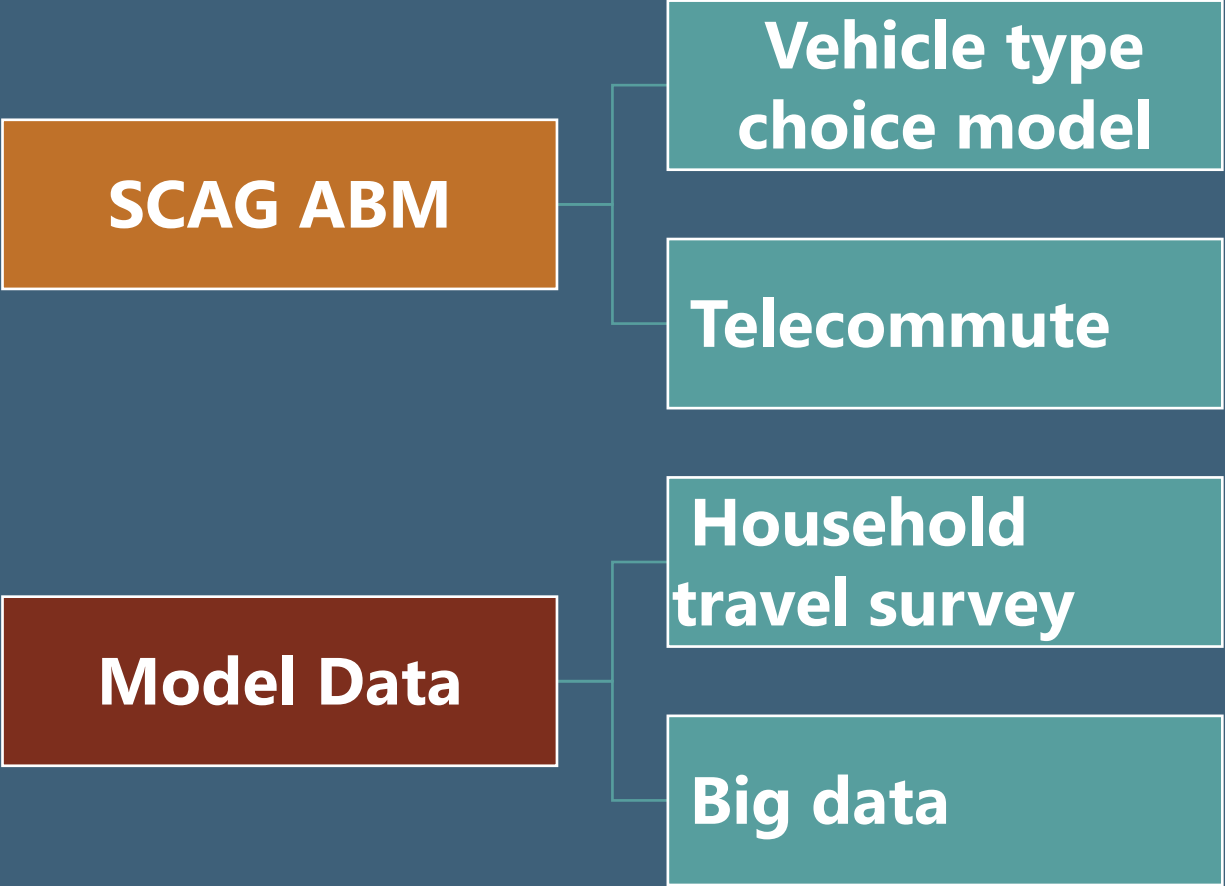 SCAG ABM
Vehicle type
choice model
Telecommute
Model Data
Household
travel survey
Big data